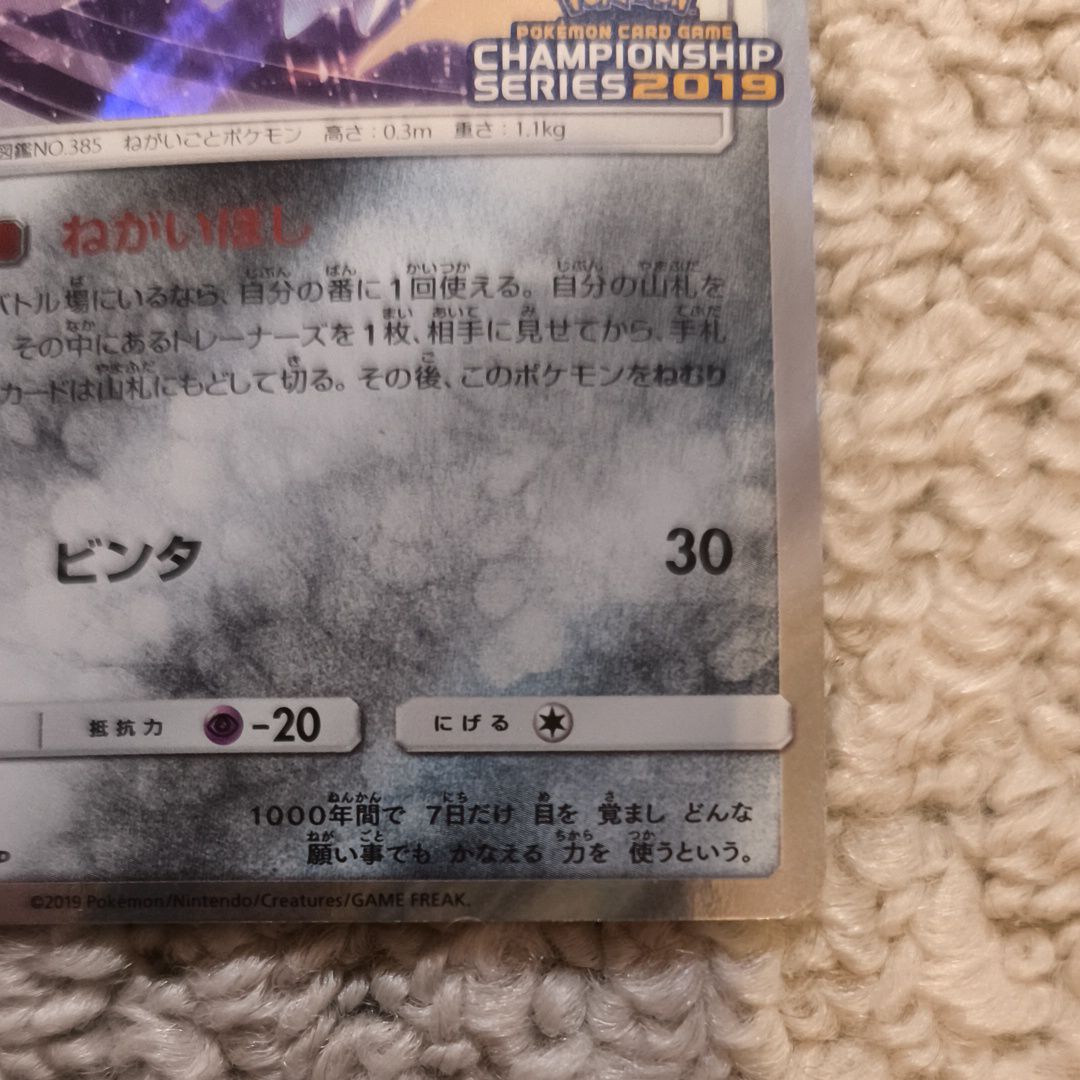 POKÉMON CARD GAME
CHAMPIONSHIP
SERIES 2019
図鑑NO.385 ねがいごとポケモン 高さ：0.3m 重さ：1.1kg
ねがいぼし
バトル場にいるなら、自分の番に1回使える。自分の山札を
その中にあるトレーナーズを1枚、相手に見せてから、手札
カードは山札にもどして切る。その後、このポケモンをねむり
ビンタ 30
抵抗力 -20 にげる
1000年間で 7日だけ 目を 覚まし どんな
願い事でも かなえる 力を 使うという。
©2019 Pokémon/Nintendo/Creatures/GAME FREAK.